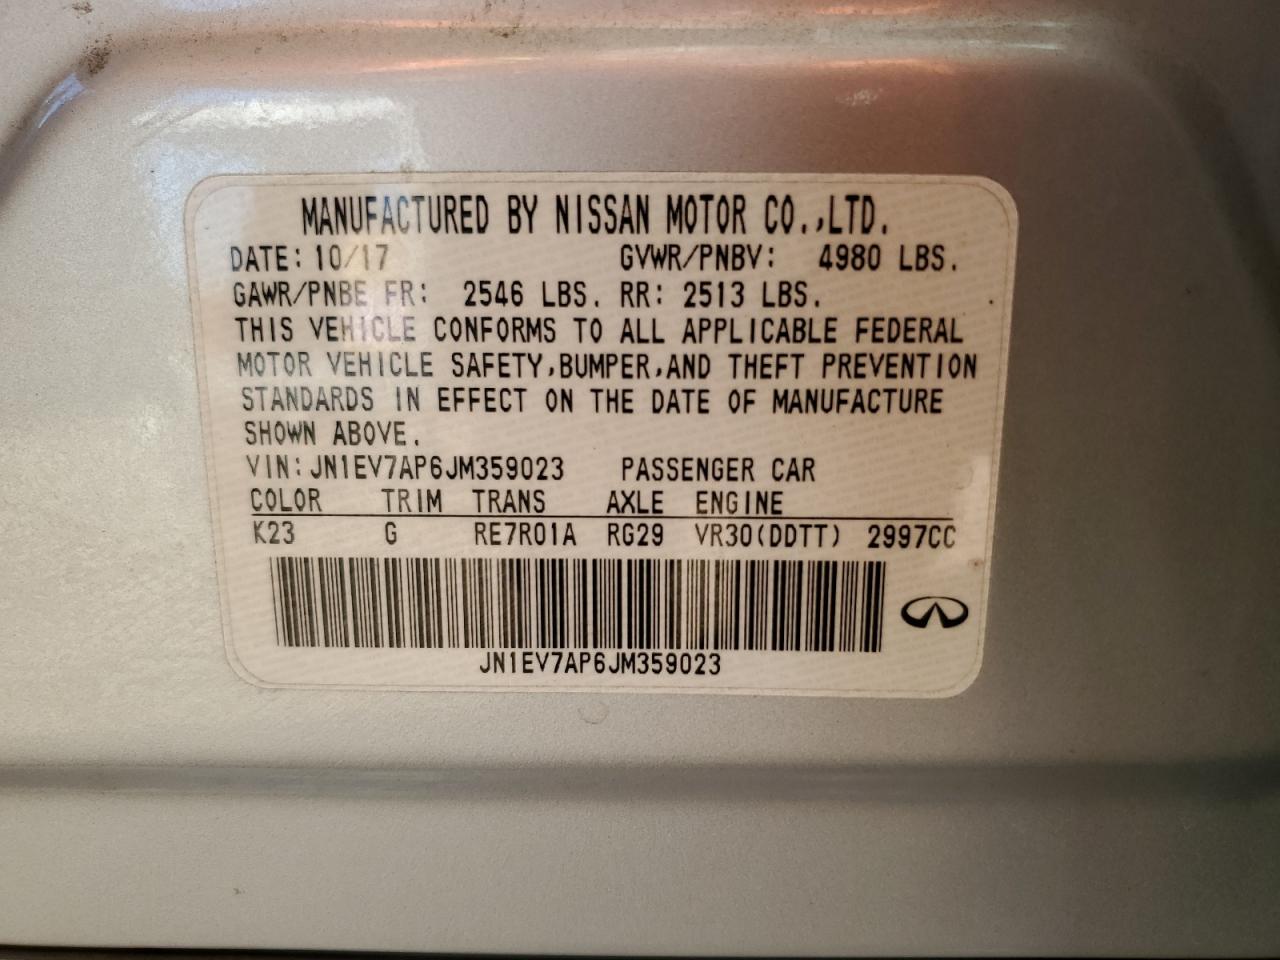 MANUFACTURED BY NISSAN MOTOR CO.,LTD.
DATE: 10/17 GVWR/PNBV: 4980 LBS.
GAWR/PNBE FR: 2546 LBS. RR: 2513 LBS.
THIS VEHICLE CONFORMS TO ALL APPLICABLE FEDERAL
MOTOR VEHICLE SAFETY,BUMPER,AND THEFT PREVENTION
STANDARDS IN EFFECT ON THE DATE OF MANUFACTURE
SHOWN ABOVE.
VIN: JN1EV7AP6JM359023 PASSENGER CAR
COLOR TRIM TRANS AXLE ENGINE
K23 G RE7R01A RG29 VR30(DDTT) 2997CC
JN1EV7AP6JM359023